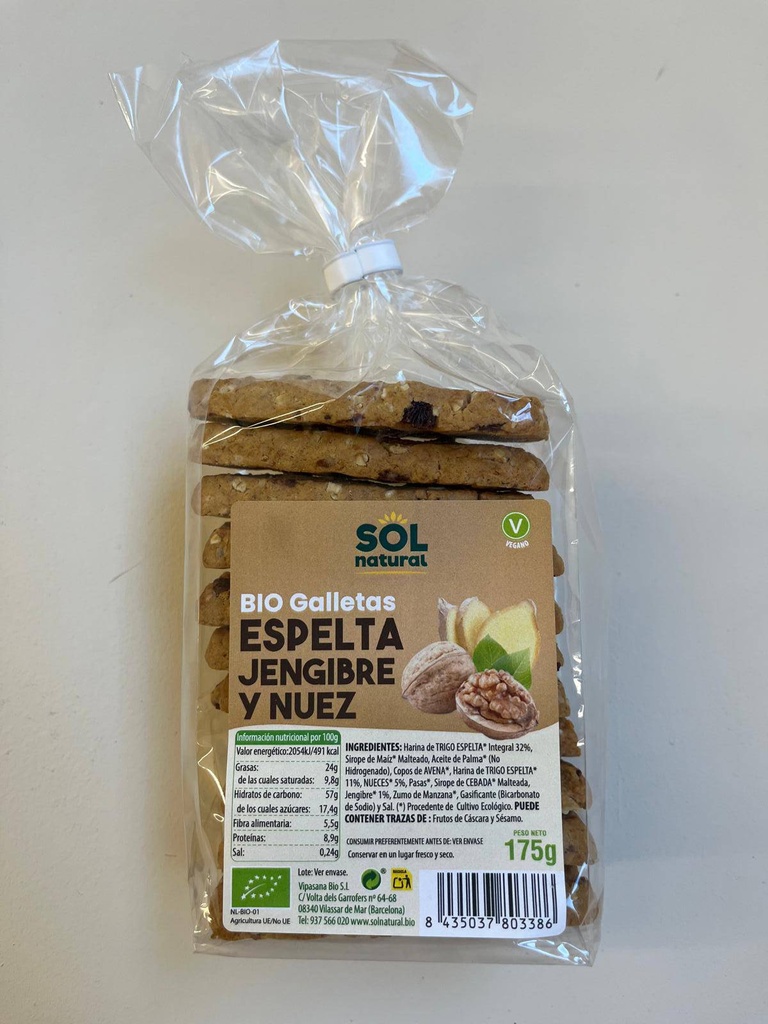 SOL
natural
V
VEGANO
BIO Galletas
ESPELTA
JENGIBRE
Y NUEZ
Información nutricional por 100g
Valor energético:2054kJ/491 kcal
Grasas: 24g
de las cuales saturadas: 9,8g
Hidratos de carbono: 57g
de los cuales azúcares: 17,4g
Fibra alimentaria: 5,5g
Proteínas: 8,9g
Sal: 0,24g
INGREDIENTES: Harina de TRIGO ESPELTA* Integral 32%,
Sirope de Maíz* Malteado, Aceite de Palma* (No
Hidrogenado), Copos de AVENA*, Harina de TRIGO ESPELTA*
11%, NUECES* 5%, Pasas*, Sirope de CEBADA* Malteada,
Jengibre* 1%, Zumo de Manzana*, Gasificante (Bicarbonato
de Sodio) y Sal. (*) Procedente de Cultivo Ecológico. PUEDE
CONTENER TRAZAS DE : Frutos de Cáscara y Sésamo.
CONSUMIR PREFERENTEMENTE ANTES DE: VER ENVASE
Conservar en un lugar fresco y seco.
PESO NETO
175g
Lote: Ver envase.
Vipasana Bio S.l.
C/ Volta dels Garrofers nº 64-68
08340 Vilassar de Mar (Barcelona)
Tel: 937 566 020 www.solnatural.bio
NL-BIO-01
Agricultura UE/No UE
8 435037 803386